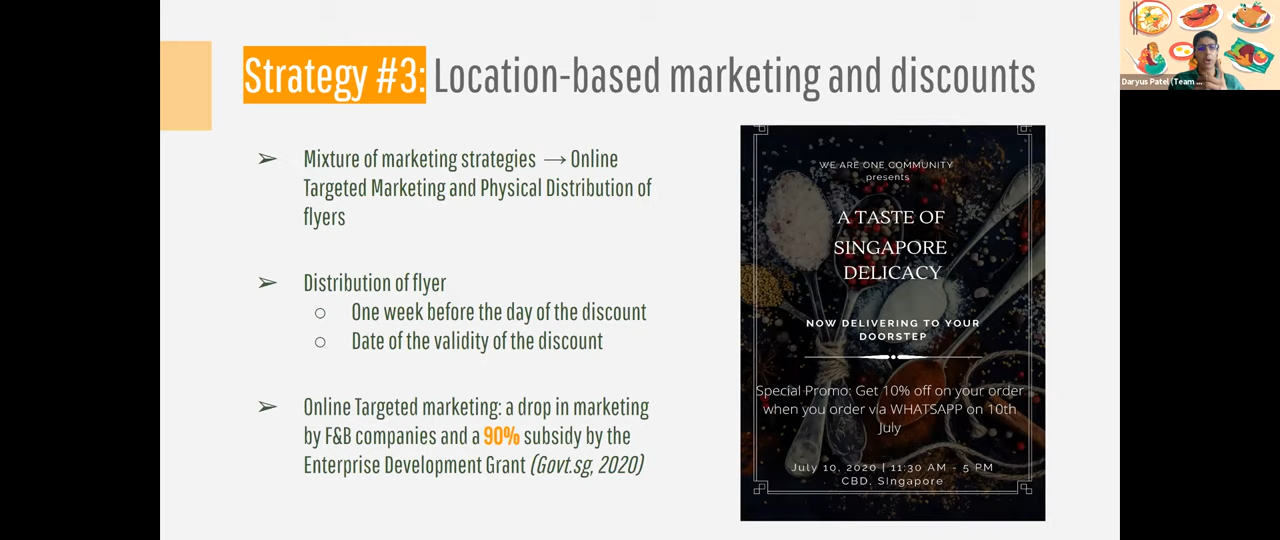 Strategy #3: Location-based marketing and discounts
➢ Mixture of marketing strategies → Online
Targeted Marketing and Physical Distribution of
flyers
➢ Distribution of flyer
○ One week before the day of the discount
○ Date of the validity of the discount
➢ Online Targeted marketing: a drop in marketing
by F&B companies and a 90% subsidy by the
Enterprise Development Grant (Govt.sg, 2020)
WE ARE ONE COMMUNITY
presents
A TASTE OF
SINGAPORE
DELICACY
NOW DELIVERING TO YOUR
DOORSTEP
Special Promo: Get 10% off on your order
when you order via WHATSAPP on 10th
July
July 10, 2020 | 11:30 AM - 5 PM
CBD, SIngapore
Daryus Patel (Team ...